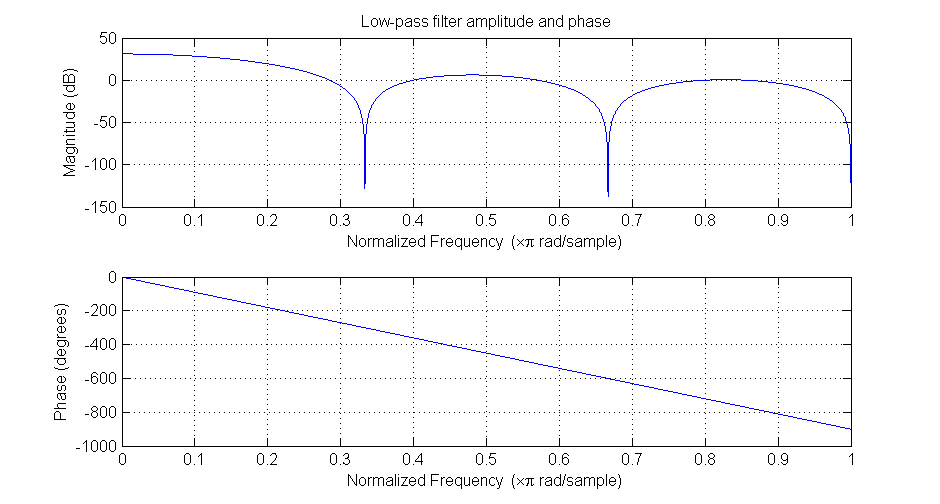 Low-pass filter amplitude and phase
50
0
-50
-100
-150
Magnitude (dB)
0 0.1 0.2 0.3 0.4 0.5 0.6 0.7 0.8 0.9 1
Normalized Frequency (×π rad/sample)
0
-200
-400
-600
-800
-1000
Phase (degrees)
0 0.1 0.2 0.3 0.4 0.5 0.6 0.7 0.8 0.9 1
Normalized Frequency (×π rad/sample)